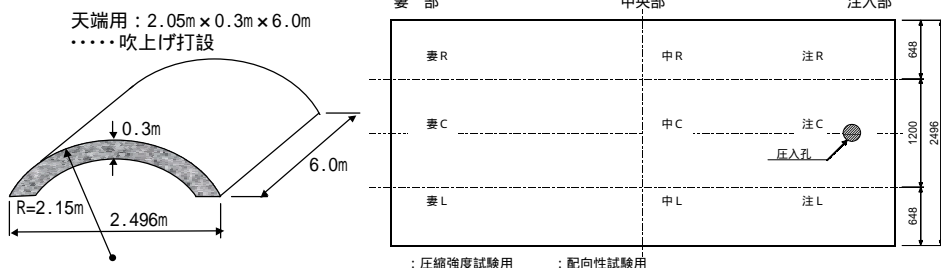 天端用：2.05m×0.3m×6.0m
･････吹上げ打設
0.3m
6.0m
R=2.15m
2.496m
妻 部
中央部
注入部
妻R
中R
注R
妻C
中C
注C
圧入孔
妻L
中L
注L
648
1200
648
2496
：圧縮強度試験用
：配向性試験用